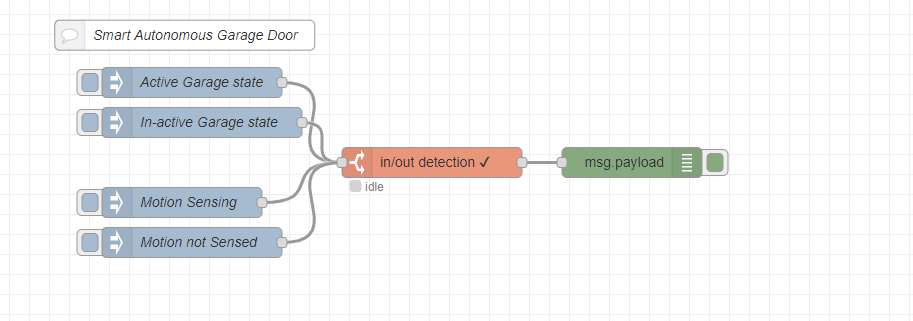 Smart Autonomous Garage Door
Active Garage state
In-active Garage state
in/out detection ✓
msg.payload
idle
Motion Sensing
Motion not Sensed